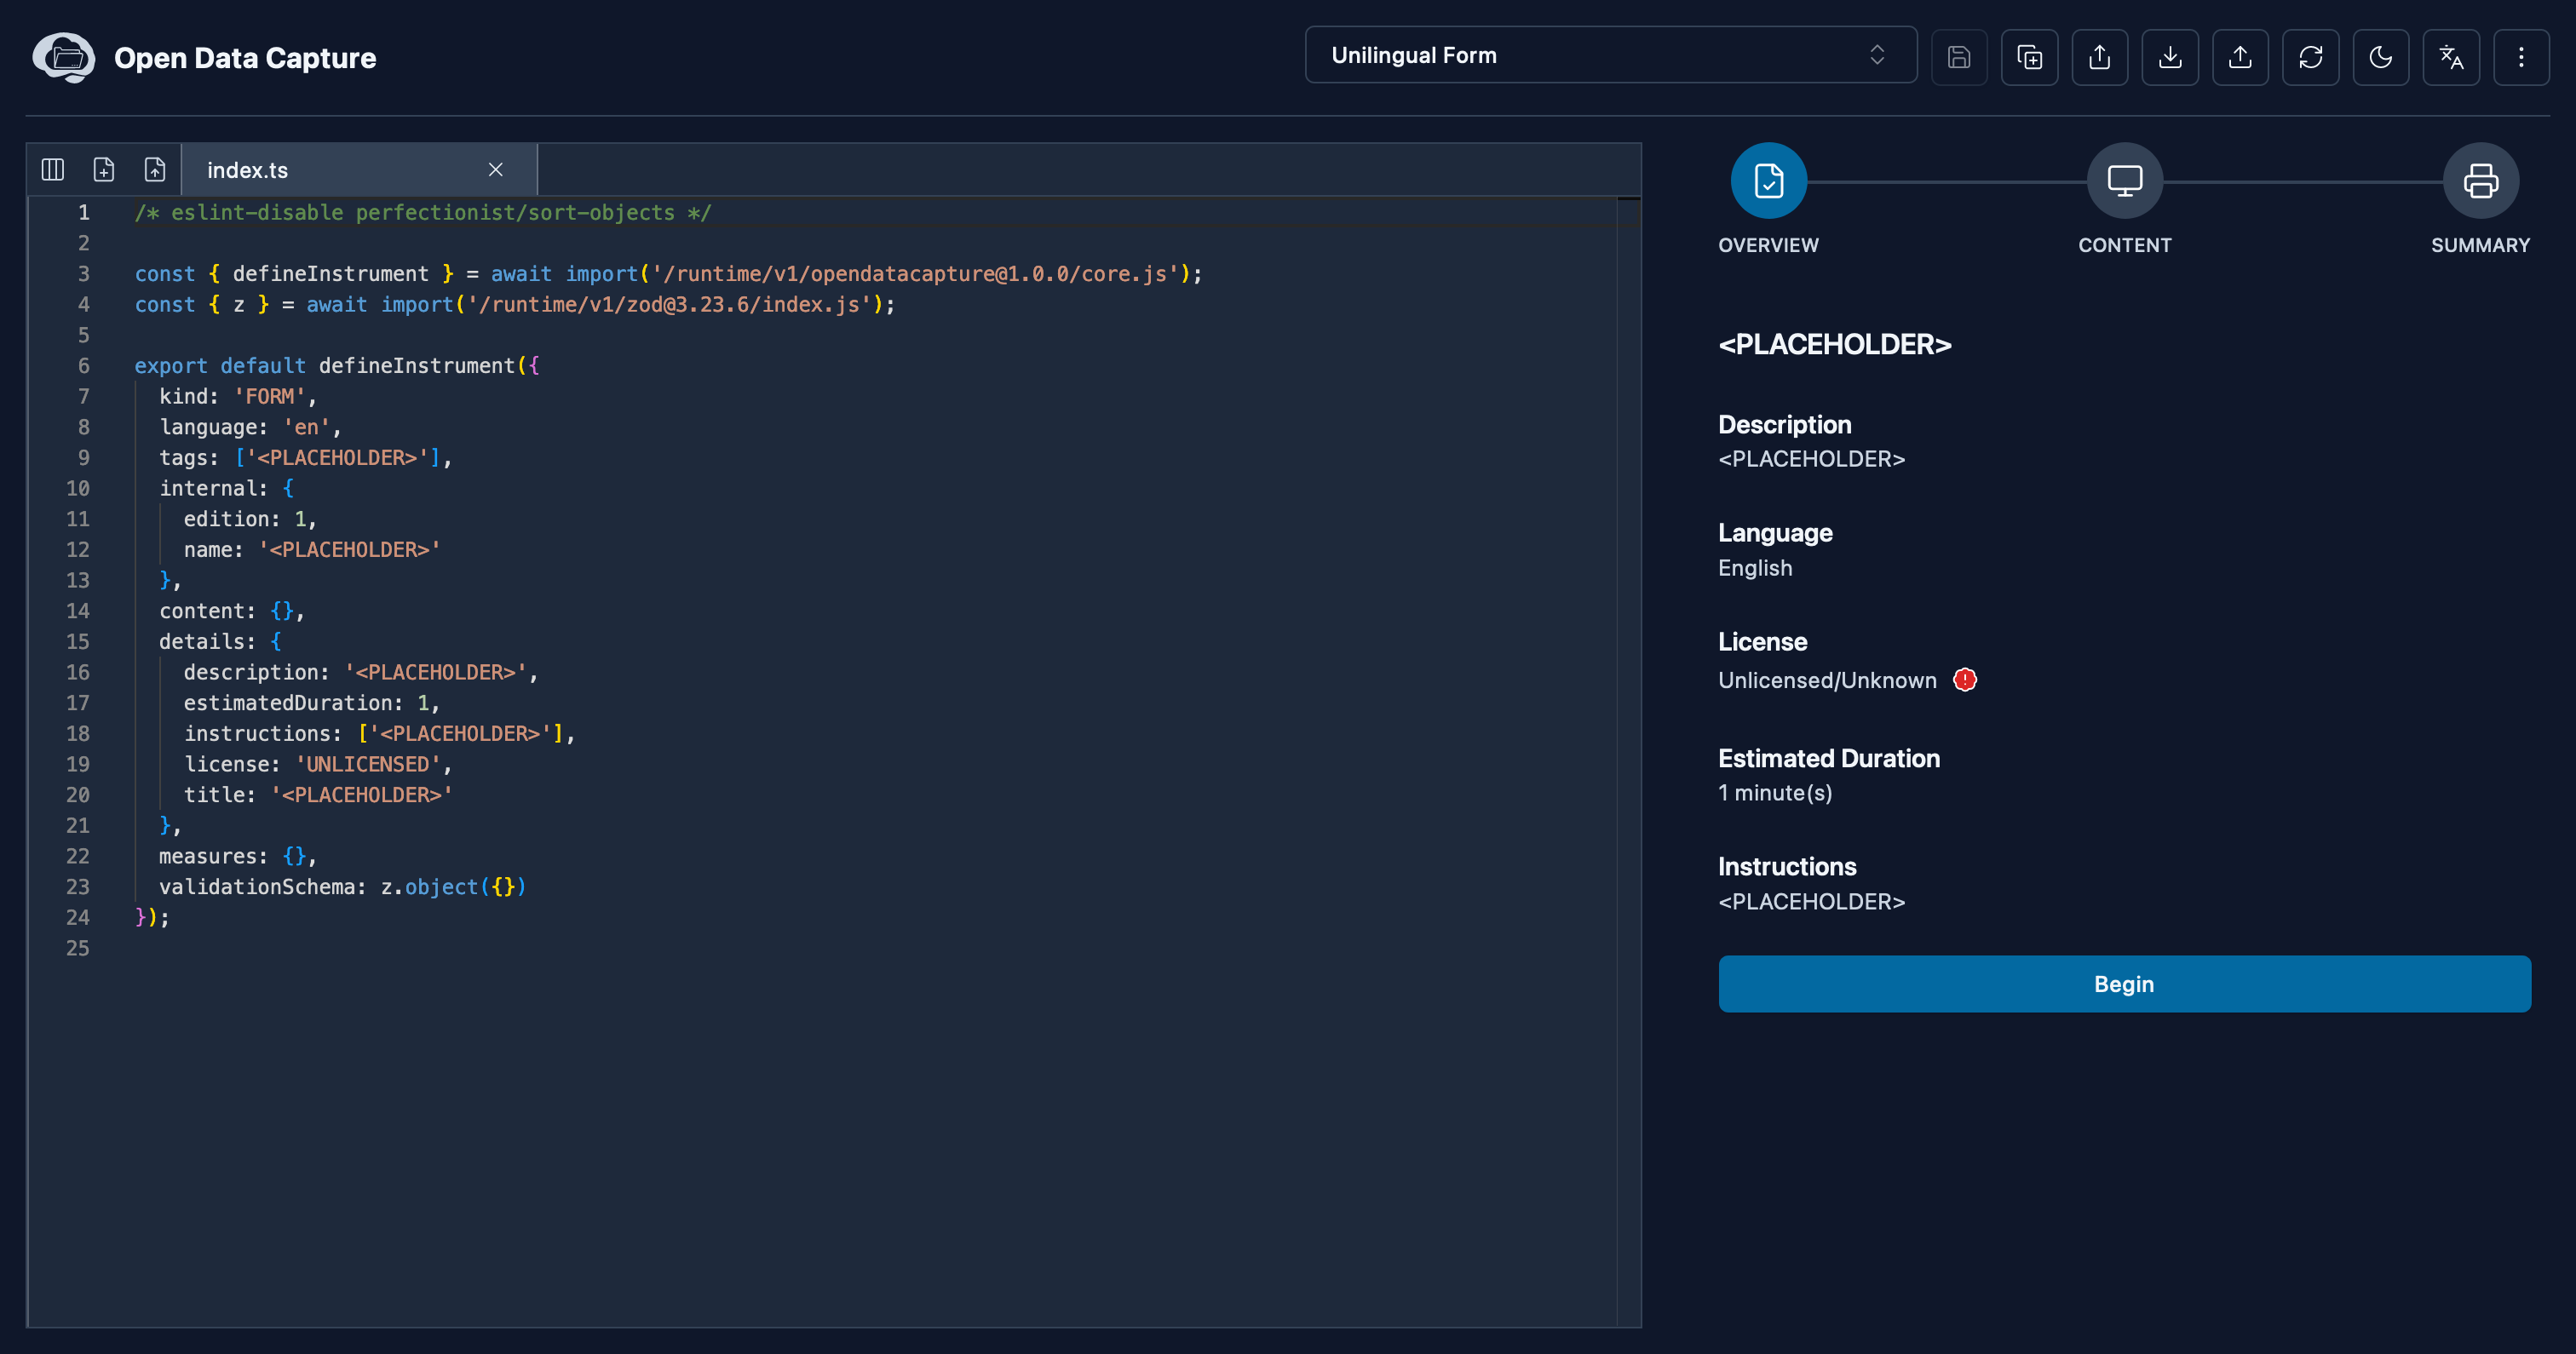 Open Data Capture
Unilingual Form
index.ts
1 /* eslint-disable perfectionist/sort-objects */
2
3 const { defineInstrument } = await import('/runtime/v1/opendatacapture@1.0.0/core.js');
4 const { z } = await import('/runtime/v1/zod@3.23.6/index.js');
5
6 export default defineInstrument({
7   kind: 'FORM',
8   language: 'en',
9   tags: ['<PLACEHOLDER>'],
10   internal: {
11     edition: 1,
12     name: '<PLACEHOLDER>'
13   },
14   content: {},
15   details: {
16     description: '<PLACEHOLDER>',
17     estimatedDuration: 1,
18     instructions: ['<PLACEHOLDER>'],
19     license: 'UNLICENSED',
20     title: '<PLACEHOLDER>'
21   },
22   measures: {},
23   validationSchema: z.object({})
24 });
25
OVERVIEW
CONTENT
SUMMARY
<PLACEHOLDER>
Description
<PLACEHOLDER>
Language
English
License
Unlicensed/Unknown
Estimated Duration
1 minute(s)
Instructions
<PLACEHOLDER>
Begin